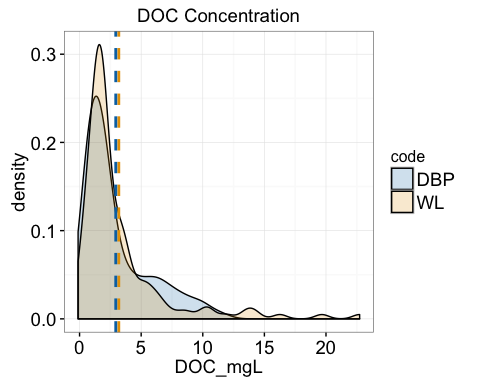 DOC Concentration
0.3
0.2
0.1
0.0
density
0 5 10 15 20
DOC_mgL
code
DBP
WL